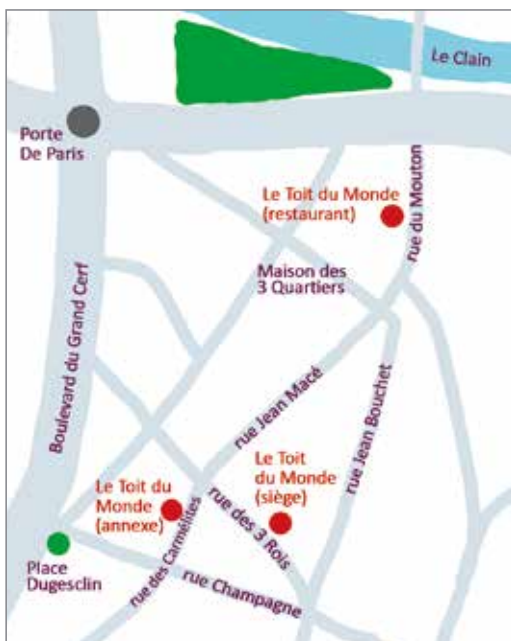 Le Clain
Porte
De Paris
Le Toit du Monde
(restaurant)
rue du Mouton
Maison des
3 Quartiers
Boulevard du Grand Cerf
rue Jean Macé
rue Jean Bouchet
Le Toit du
Monde
(annexe)
Le Toit
du Monde
(siège)
rue des 3 Rois
rue des Carmélites
Place
Dugesclin
rue Champagne